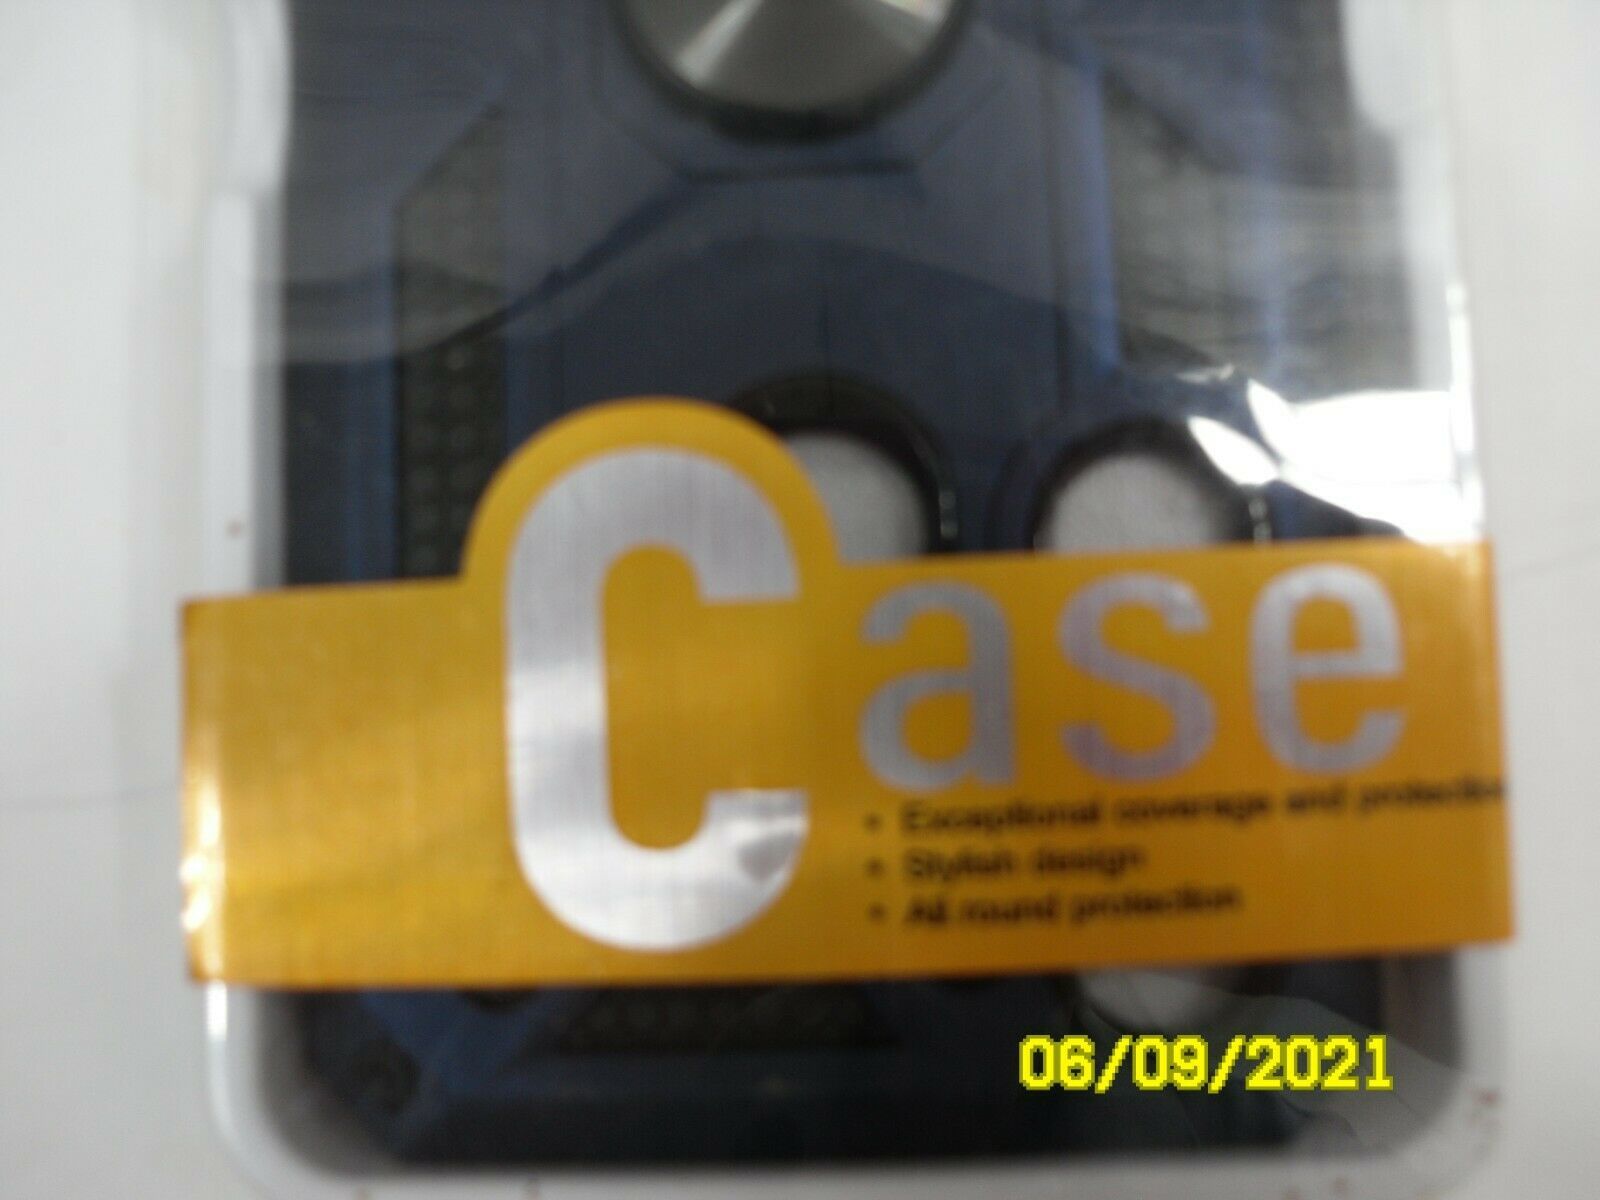 Case
• Exceptional coverage and protection
• Stylish design
• All round protection
06/09/2021